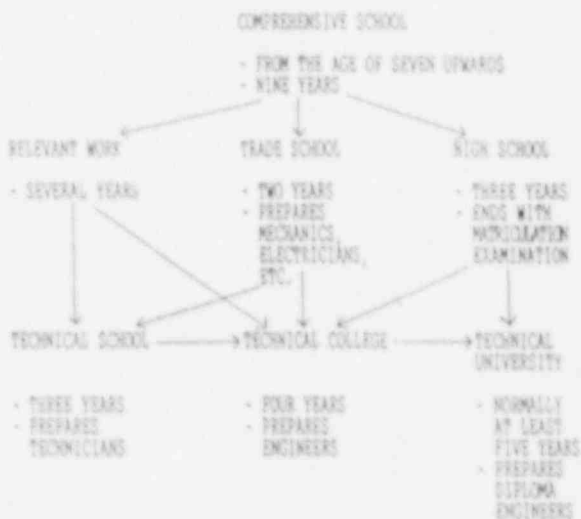 COMPREHENSIVE SCHOOL
- FROM THE AGE OF SEVEN UPWARDS
- NINE YEARS
RELEVANT WORK
- SEVERAL YEARS
TRADE SCHOOL
- TWO YEARS
- PREPARES
MECHANICS,
ELECTRICIANS,
ETC.
HIGH SCHOOL
- THREE YEARS
- ENDS WITH
MATRICULATION
EXAMINATION
TECHNICAL SCHOOL
- THREE YEARS
- PREPARES
TECHNICIANS
TECHNICAL COLLEGE
- FOUR YEARS
- PREPARES
ENGINEERS
TECHNICAL
UNIVERSITY
- NORMALLY
AT LEAST
FIVE YEARS
- PREPARES
DIPLOMA
ENGINEERS